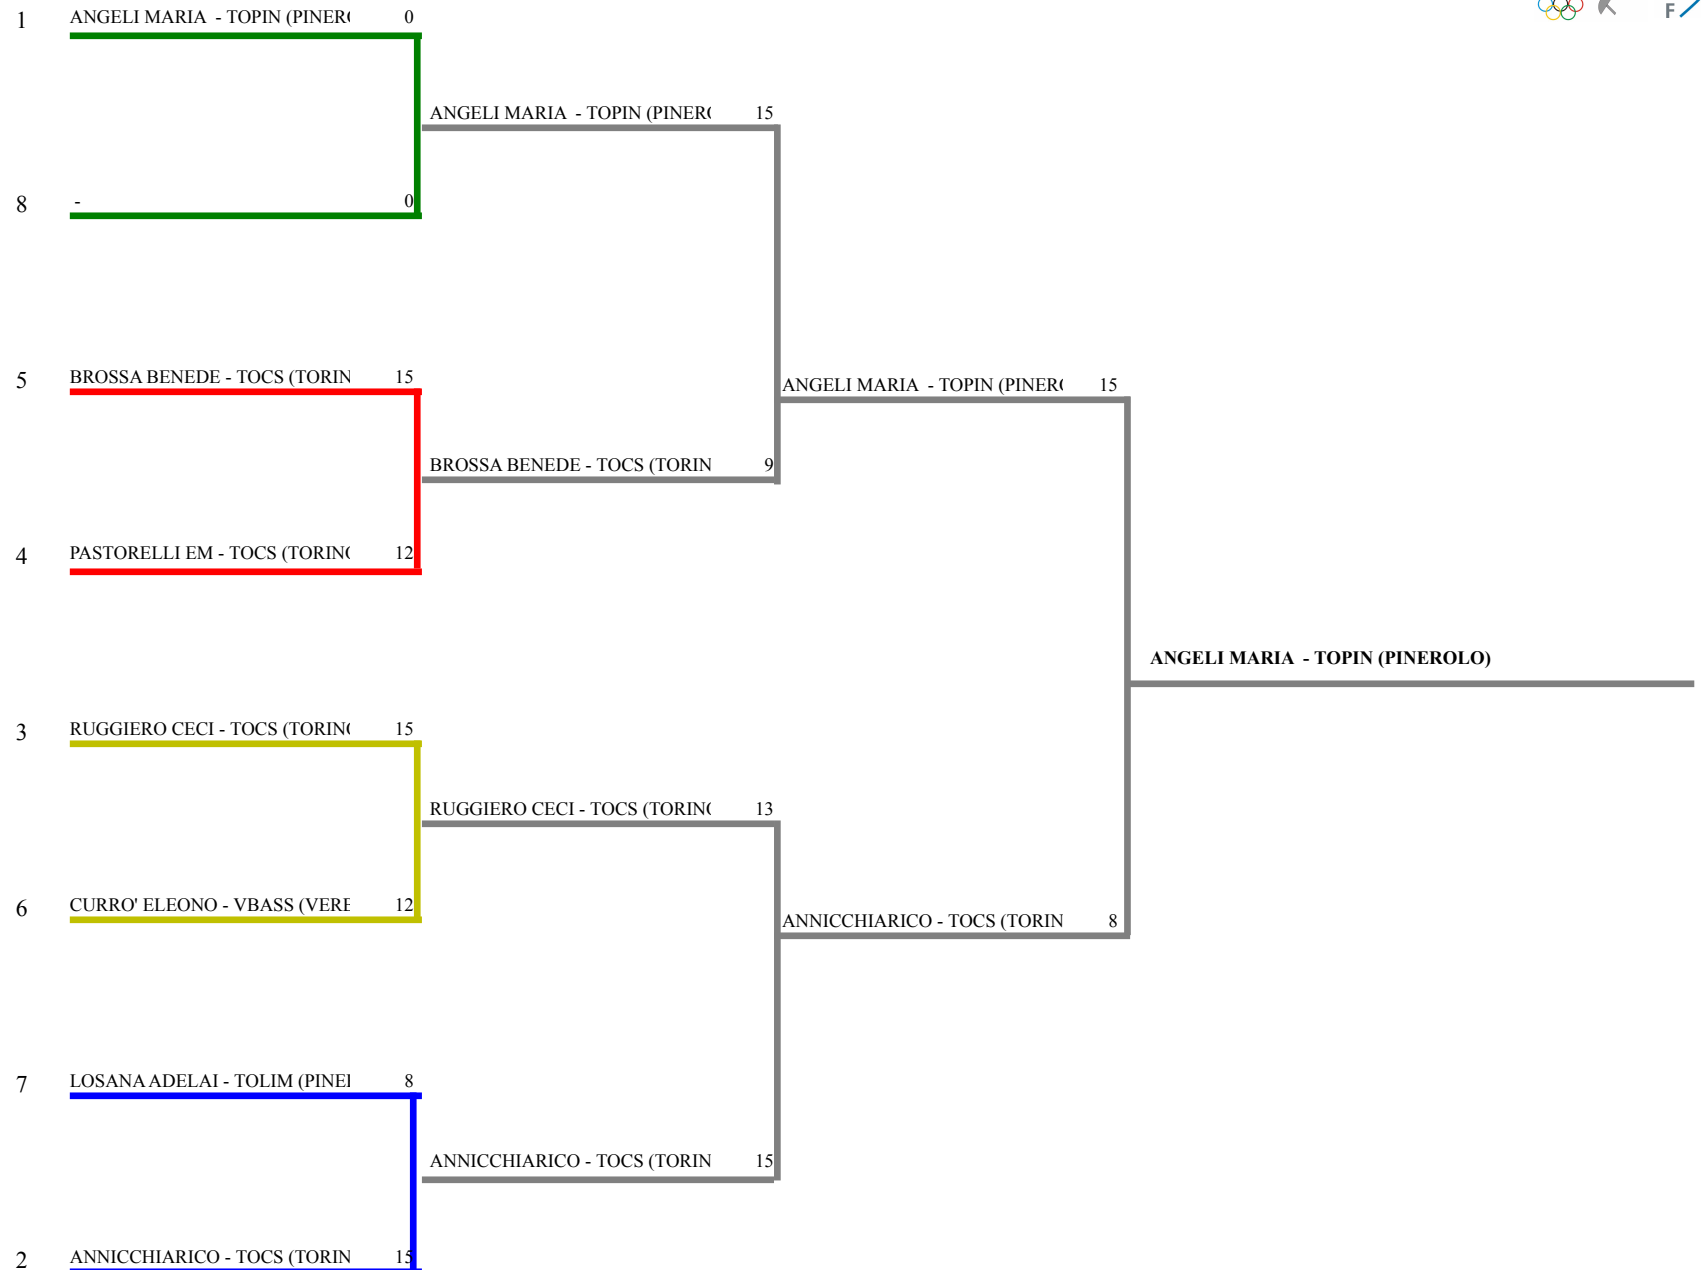 1 ANGELI MARIA - TOPIN (PINER 0
F
ANGELI MARIA - TOPIN (PINER 15
8 - 0
5 BROSSA BENEDE - TOCS (TORIN 15
ANGELI MARIA - TOPIN (PINER 15
BROSSA BENEDE - TOCS (TORIN 9
4 PASTORELLI EM - TOCS (TORIN 12
ANGELI MARIA - TOPIN (PINEROLO)
3 RUGGIERO CECI - TOCS (TORIN 15
RUGGIERO CECI - TOCS (TORIN 13
6 CURRO' ELEONO - VBASS (VERE 12
ANNICCHIARICO - TOCS (TORIN 8
7 LOSANA ADELAI - TOLIM (PINE 8
ANNICCHIARICO - TOCS (TORIN 15
2 ANNICCHIARICO - TOCS (TORIN 15